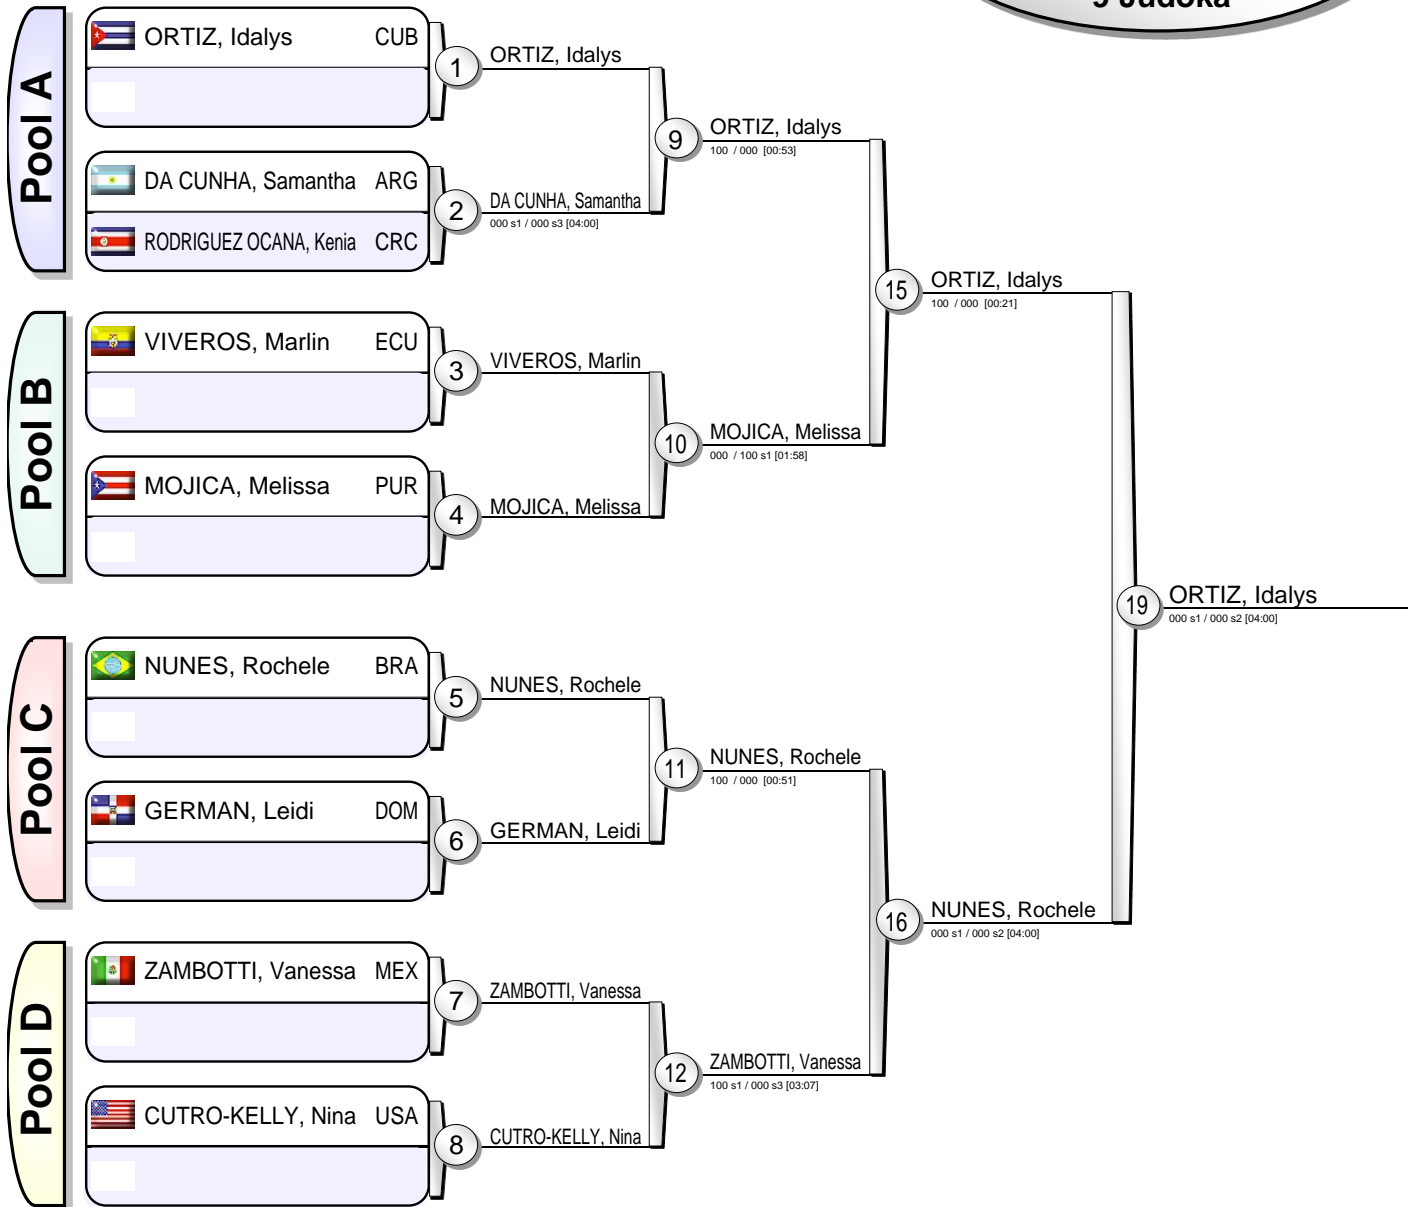 9 Judoka
Pool A
ORTIZ, Idalys CUB
1
ORTIZ, Idalys
DA CUNHA, Samantha ARG
RODRIGUEZ OCANA, Kenia CRC
2
DA CUNHA, Samantha
000 s1 / 000 s3 [04:00]
9
ORTIZ, Idalys
100 / 000 [00:53]
Pool B
VIVEROS, Marlin ECU
3
VIVEROS, Marlin
MOJICA, Melissa PUR
4
MOJICA, Melissa
10
MOJICA, Melissa
000 / 100 s1 [01:58]
15
ORTIZ, Idalys
100 / 000 [00:21]
Pool C
NUNES, Rochele BRA
5
NUNES, Rochele
GERMAN, Leidi DOM
6
GERMAN, Leidi
11
NUNES, Rochele
100 / 000 [00:51]
Pool D
ZAMBOTTI, Vanessa MEX
7
ZAMBOTTI, Vanessa
CUTRO-KELLY, Nina USA
8
CUTRO-KELLY, Nina
12
ZAMBOTTI, Vanessa
100 s1 / 000 s3 [03:07]
16
NUNES, Rochele
000 s1 / 000 s2 [04:00]
19
ORTIZ, Idalys
000 s1 / 000 s2 [04:00]